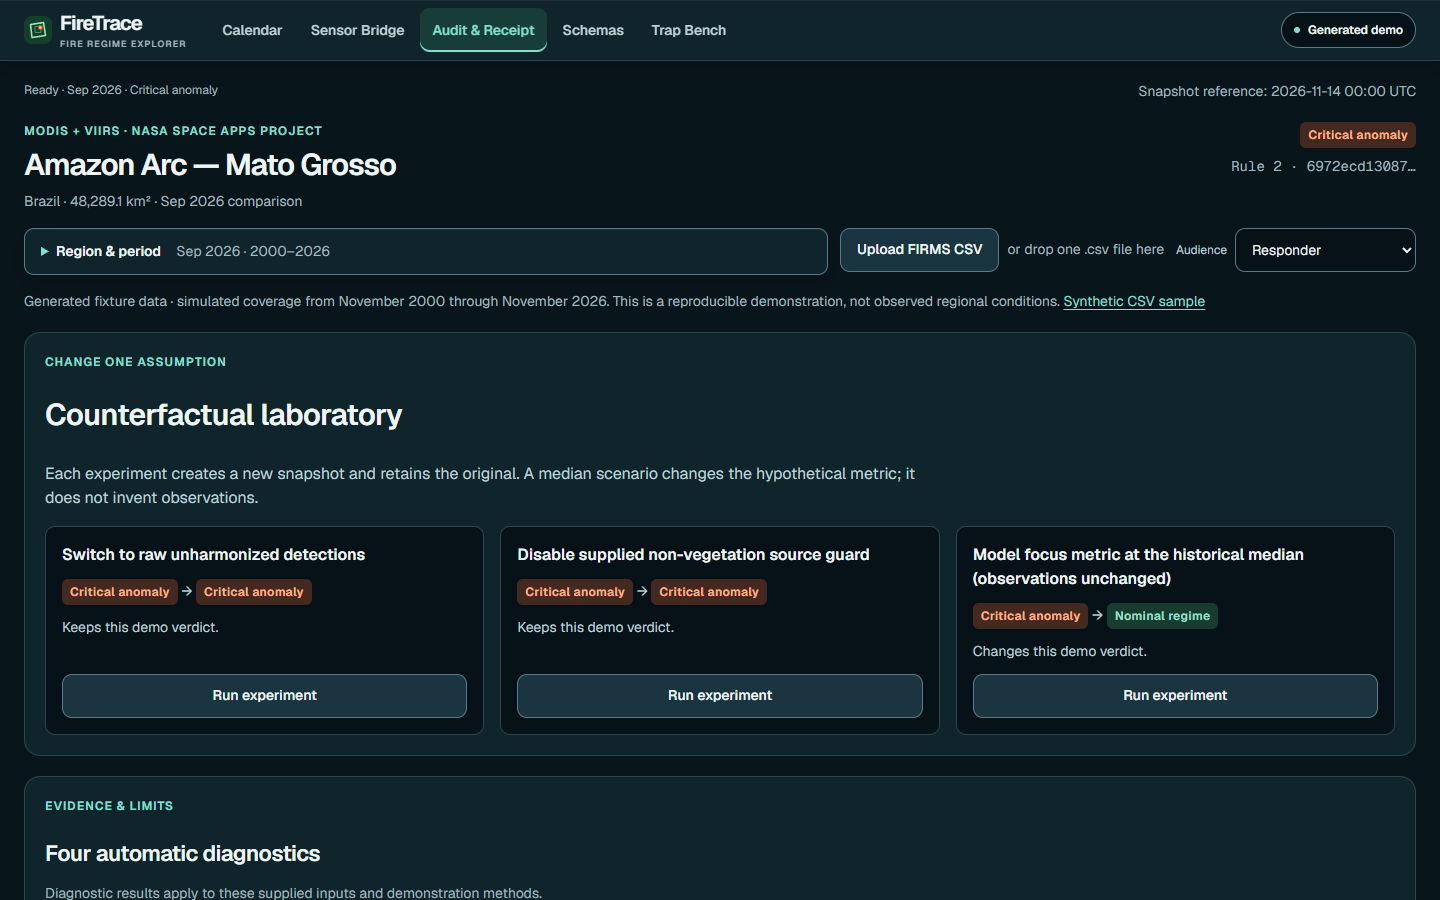 FireTrace
FIRE REGIME EXPLORER
Calendar
Sensor Bridge
Audit & Receipt
Schemas
Trap Bench
Generated demo
Ready · Sep 2026 · Critical anomaly
Snapshot reference: 2026-11-14 00:00 UTC
MODIS + VIIRS · NASA SPACE APPS PROJECT
Critical anomaly
Amazon Arc — Mato Grosso
Rule 2 · 6972ecd13087…
Brazil · 48,289.1 km² · Sep 2026 comparison
Region & period Sep 2026 · 2000–2026
Upload FIRMS CSV
or drop one .csv file here
Audience
Responder
Generated fixture data · simulated coverage from November 2000 through November 2026. This is a reproducible demonstration, not observed regional conditions. Synthetic CSV sample
CHANGE ONE ASSUMPTION
Counterfactual laboratory
Each experiment creates a new snapshot and retains the original. A median scenario changes the hypothetical metric; it
does not invent observations.
Switch to raw unharmonized detections
Critical anomaly → Critical anomaly
Keeps this demo verdict.
Run experiment
Disable supplied non-vegetation source guard
Critical anomaly → Critical anomaly
Keeps this demo verdict.
Run experiment
Model focus metric at the historical median
(observations unchanged)
Critical anomaly → Nominal regime
Changes this demo verdict.
Run experiment
EVIDENCE & LIMITS
Four automatic diagnostics
Diagnostic results apply to these supplied inputs and demonstration methods.